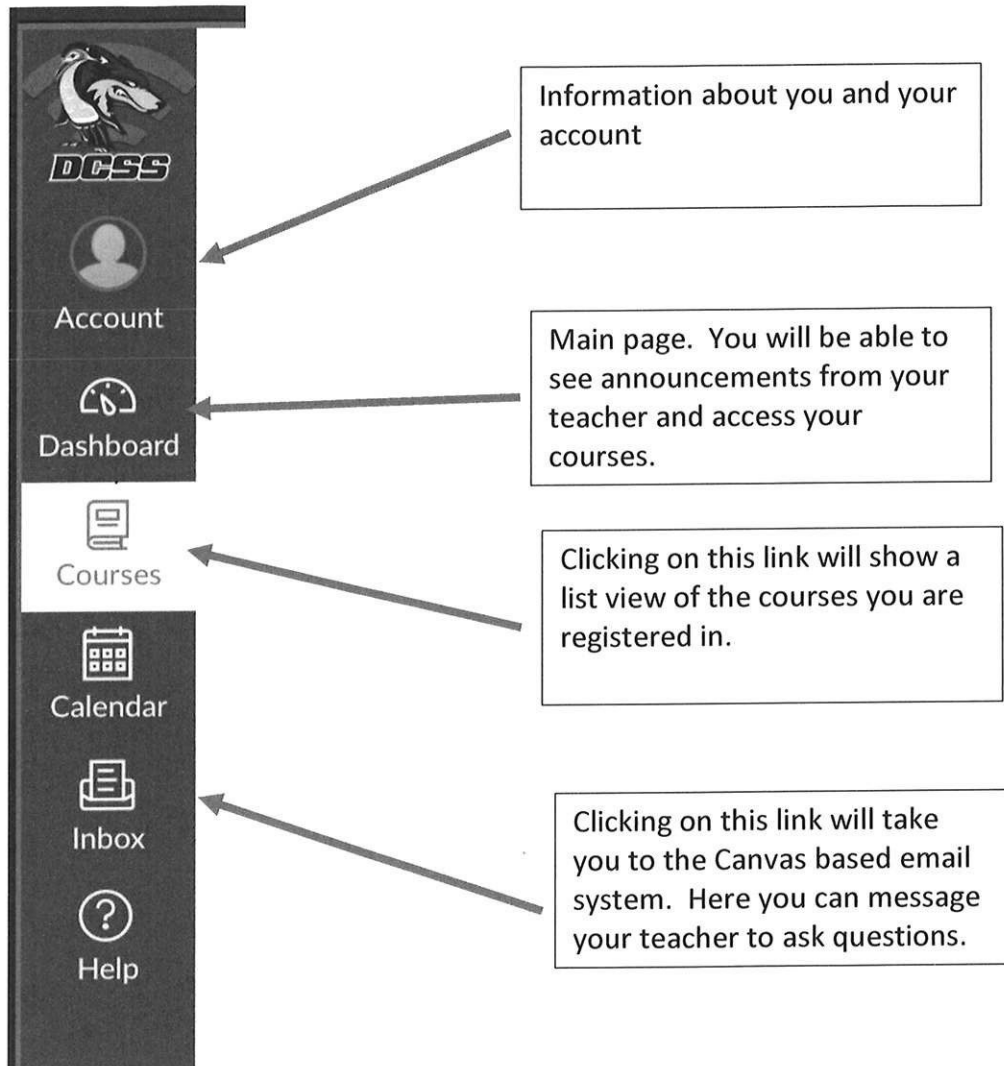 DCSS
Account
Dashboard
Courses
Calendar
Inbox
Help
Information about you and your
account
Main page.  You will be able to
see announcements from your
teacher and access your
courses.
Clicking on this link will show a
list view of the courses you are
registered in.
Clicking on this link will take
you to the Canvas based email
system.  Here you can message
your teacher to ask questions.